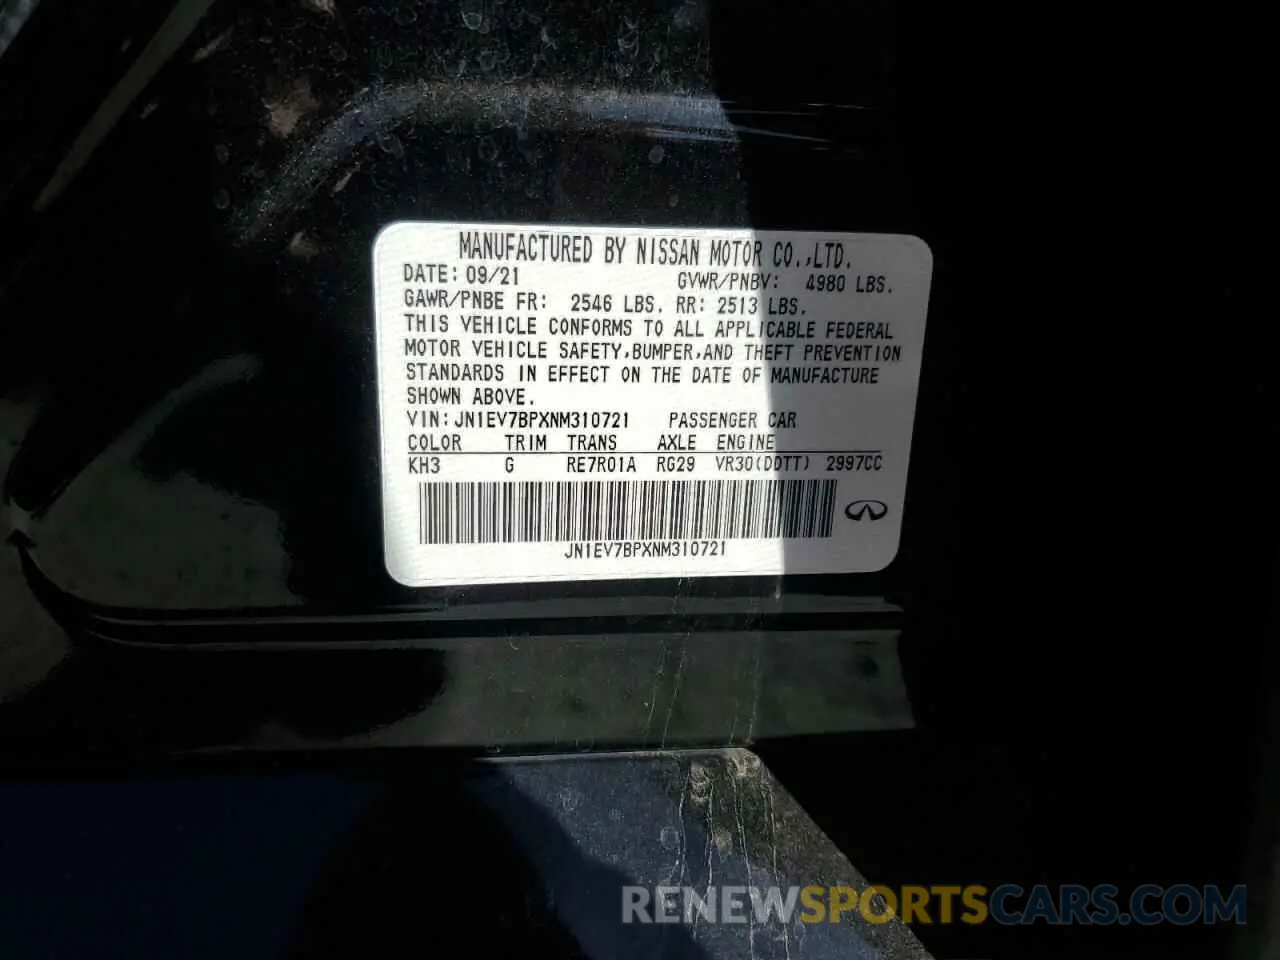 MANUFACTURED BY NISSAN MOTOR CO.,LTD.
DATE: 09/21 GVWR/PNBV: 4980 LBS.
GAWR/PNBE FR: 2546 LBS. RR: 2513 LBS.
THIS VEHICLE CONFORMS TO ALL APPLICABLE FEDERAL
MOTOR VEHICLE SAFETY,BUMPER,AND THEFT PREVENTION
STANDARDS IN EFFECT ON THE DATE OF MANUFACTURE
SHOWN ABOVE.
VIN: JN1EV7BPXNM310721 PASSENGER CAR
COLOR TRIM TRANS AXLE ENGINE
KH3 G RE7R01A RG29 VR30(DDTT) 2997CC
JN1EV7BPXNM310721
RENEWSPORTSCARS.COM